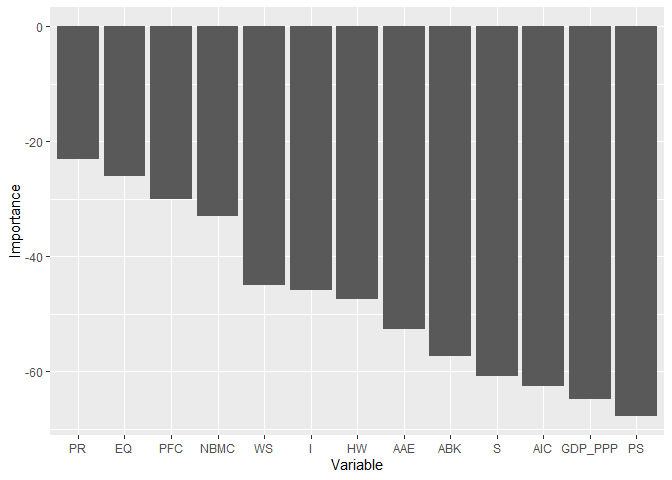 Importance
0
-20
-40
-60
PR EQ PFC NBMC WS I HW AAE ABK S AIC GDP_PPP PS
Variable